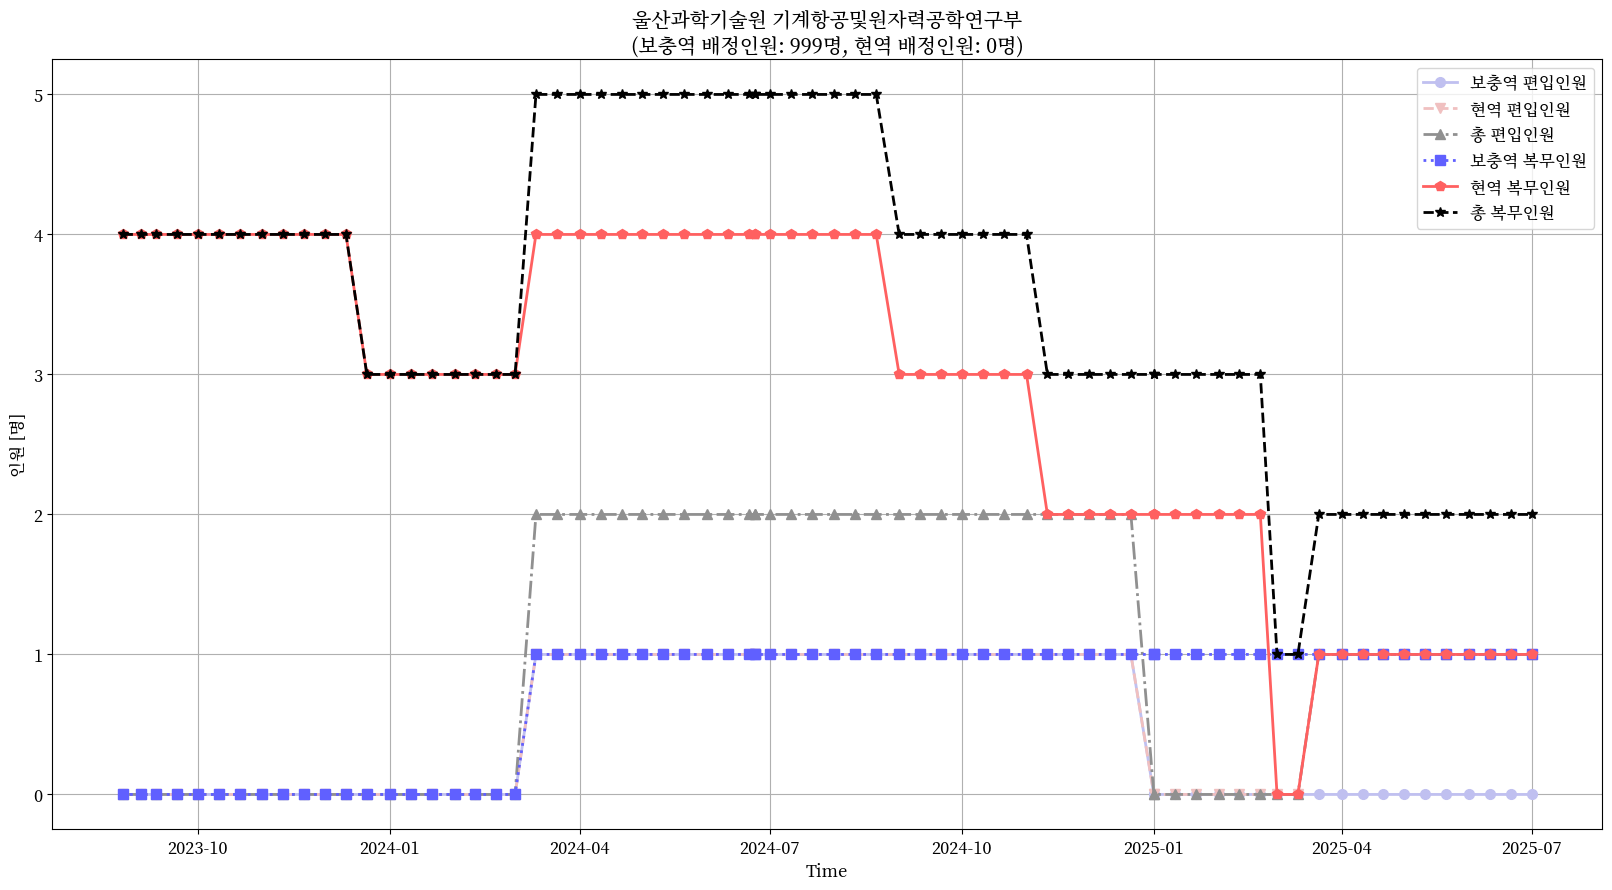 울산과학기술원 기계항공및원자력공학연구부
(보충역 배정인원: 999명, 현역 배정인원: 0명)
보충역 편입인원
현역 편입인원
총 편입인원
보충역 복무인원
현역 복무인원
총 복무인원
인원 [명]
5
4
3
2
1
0
2023-10
2024-01
2024-04
2024-07
2024-10
2025-01
2025-04
2025-07
Time